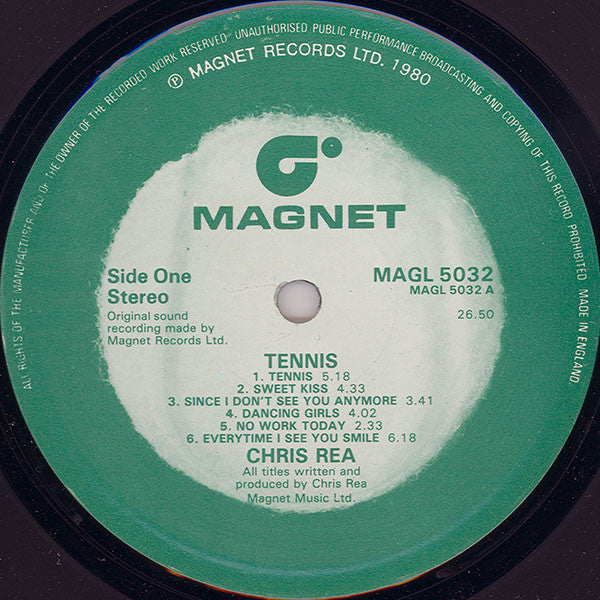 ALL RIGHTS OF THE MANUFACTURER AND OF THE OWNER OF THE RECORDED WORK RESERVED UNAUTHORISED PUBLIC PERFORMANCE BROADCASTING AND COPYING OF THIS RECORD PROHIBITED MADE IN ENGLAND
℗ MAGNET RECORDS LTD. 1980
MAGNET
Side One
Stereo
Original sound
recording made by
Magnet Records Ltd.
MAGL 5032
MAGL 5032 A
26.50
TENNIS
1. TENNIS 5.18
2. SWEET KISS 4.33
3. SINCE I DON'T SEE YOU ANYMORE 3.41
4. DANCING GIRLS 4.02
5. NO WORK TODAY 2.33
6. EVERYTIME I SEE YOU SMILE 6.18
CHRIS REA
All titles written and
produced by Chris Rea
Magnet Music Ltd.